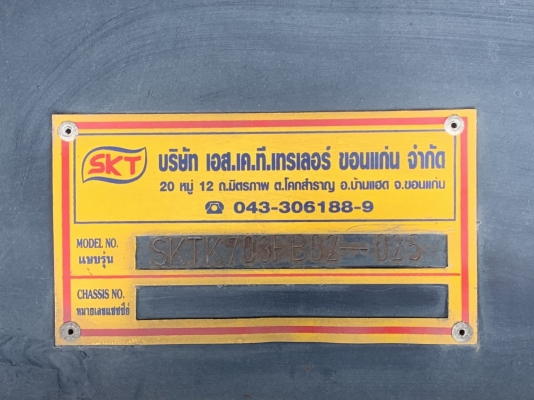 SKT
บริษัท เอส.เค.ที.เทรเลอร์ ขอนแก่น จำกัด
20 หมู่ 12 ถ.มิตรภาพ ต.โคกสำราญ อ.บ้านแฮด จ.ขอนแก่น
☎ 043-306188-9
MODEL NO.
แบบรุ่น
CHASSIS NO.
หมายเลขแชชซีย์